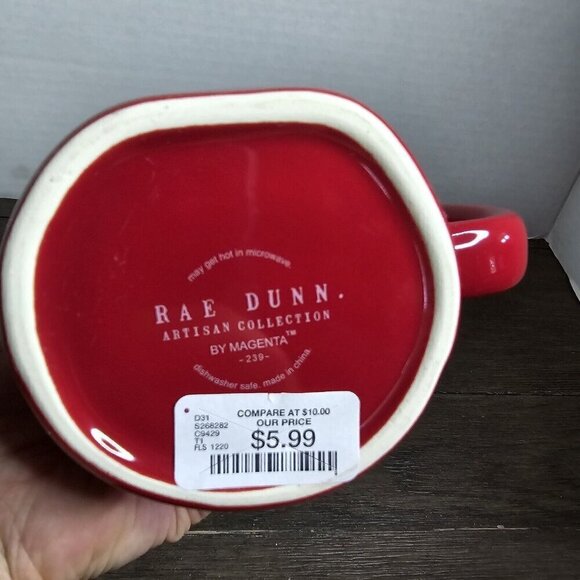 may get hot in microwave.
RAE DUNN.
ARTISAN COLLECTION
BY MAGENTA™
-239-
dishwasher safe. made in china.
D31
S268282
C9429
T1
FLS 1220
COMPARE AT $10.00
OUR PRICE
$5.99